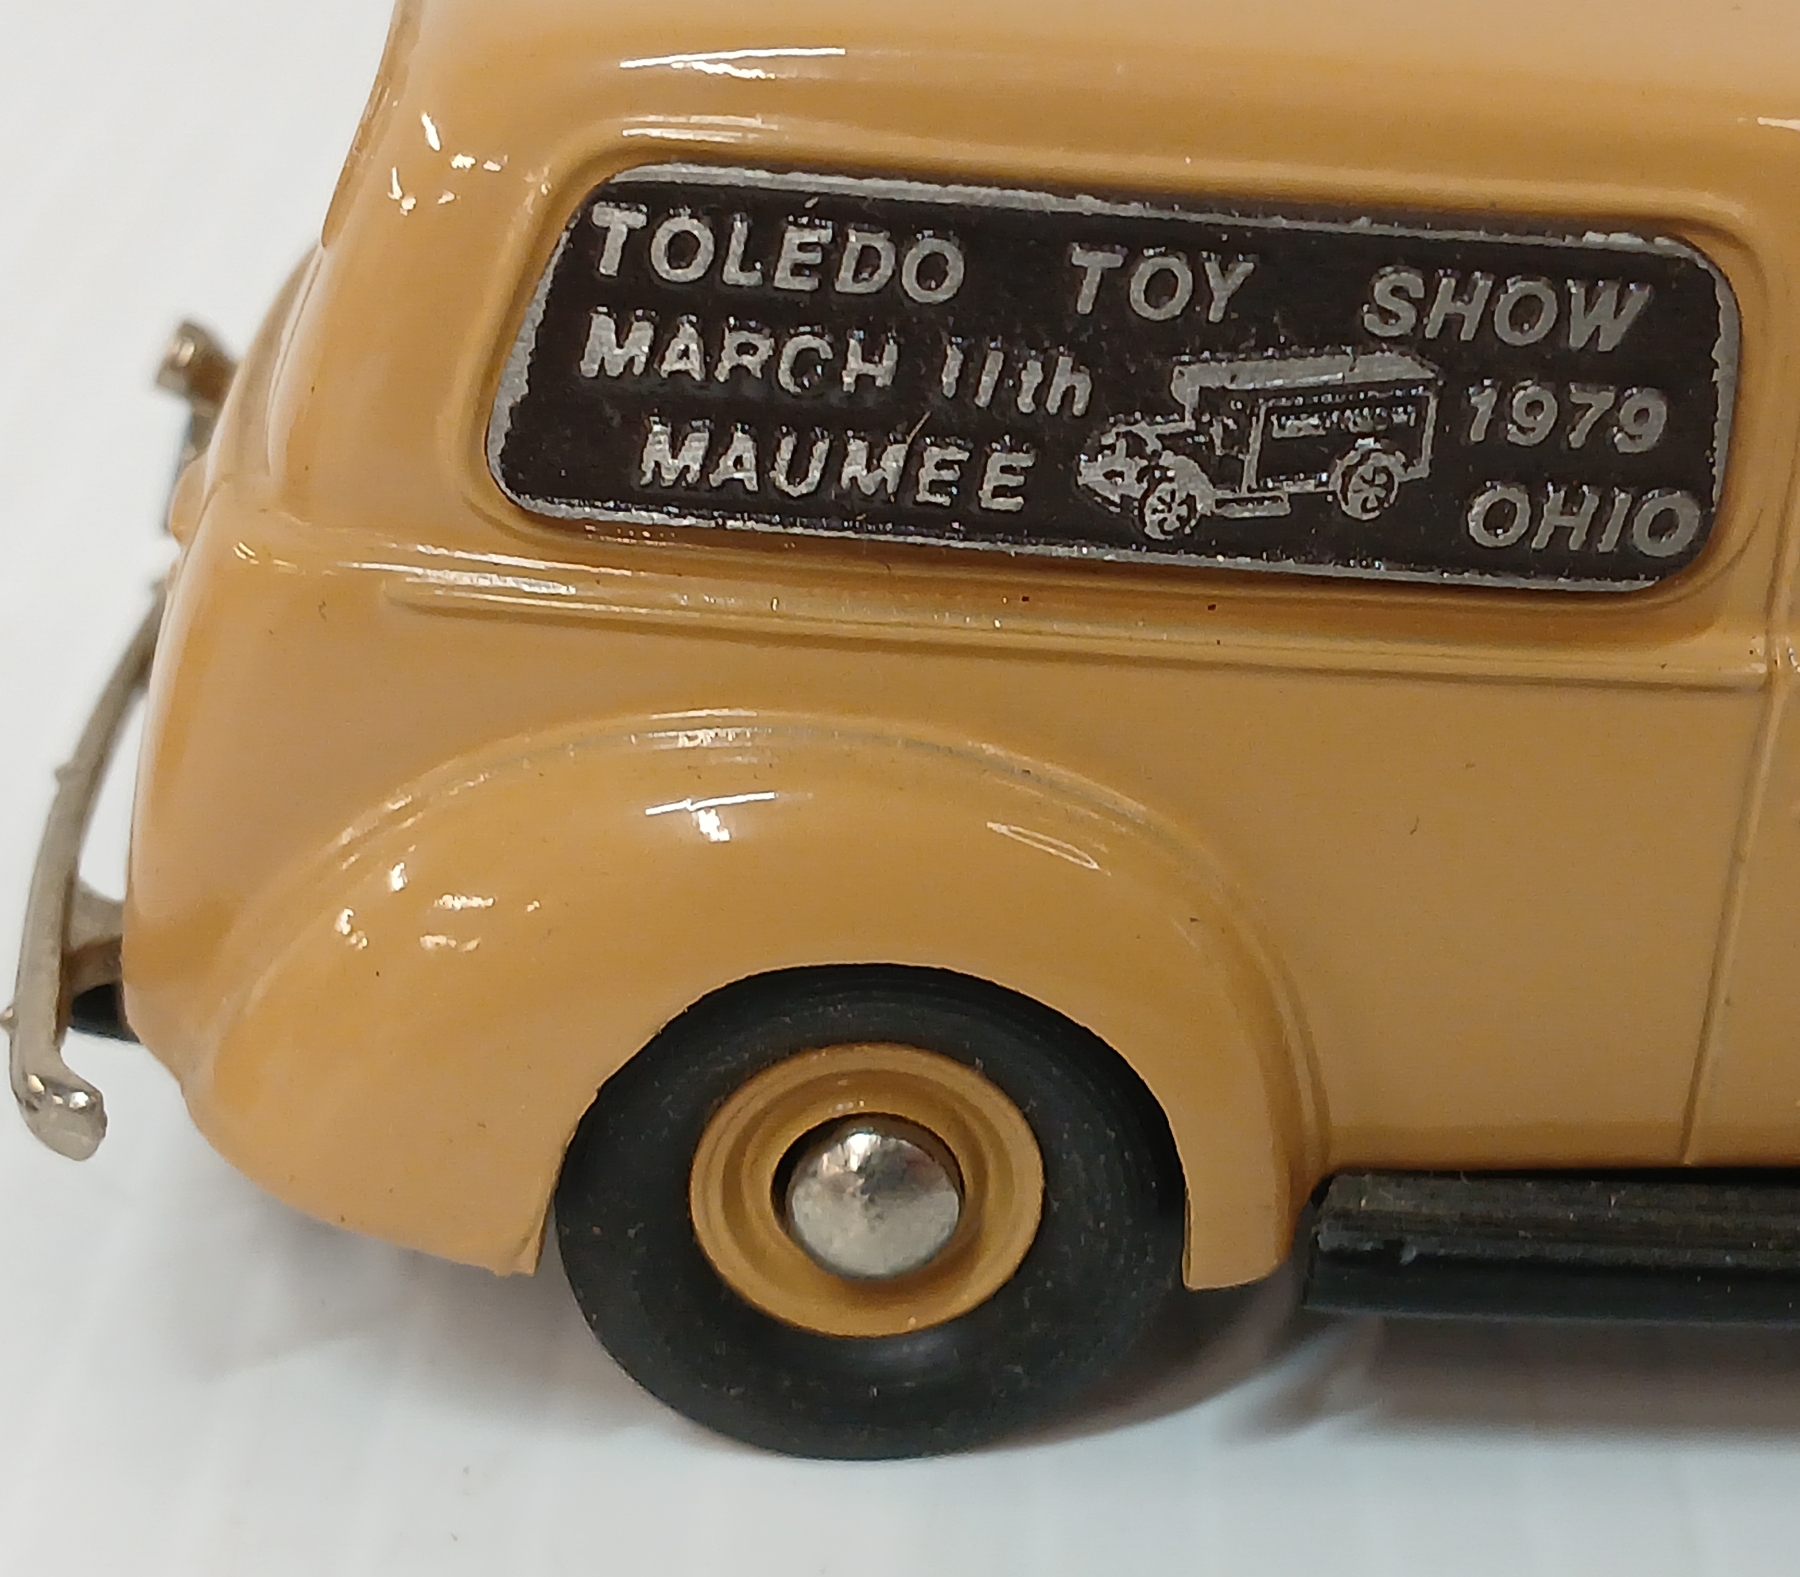 TOLEDO TOY SHOW
MARCH 11th 1979
MAUMEE OHIO